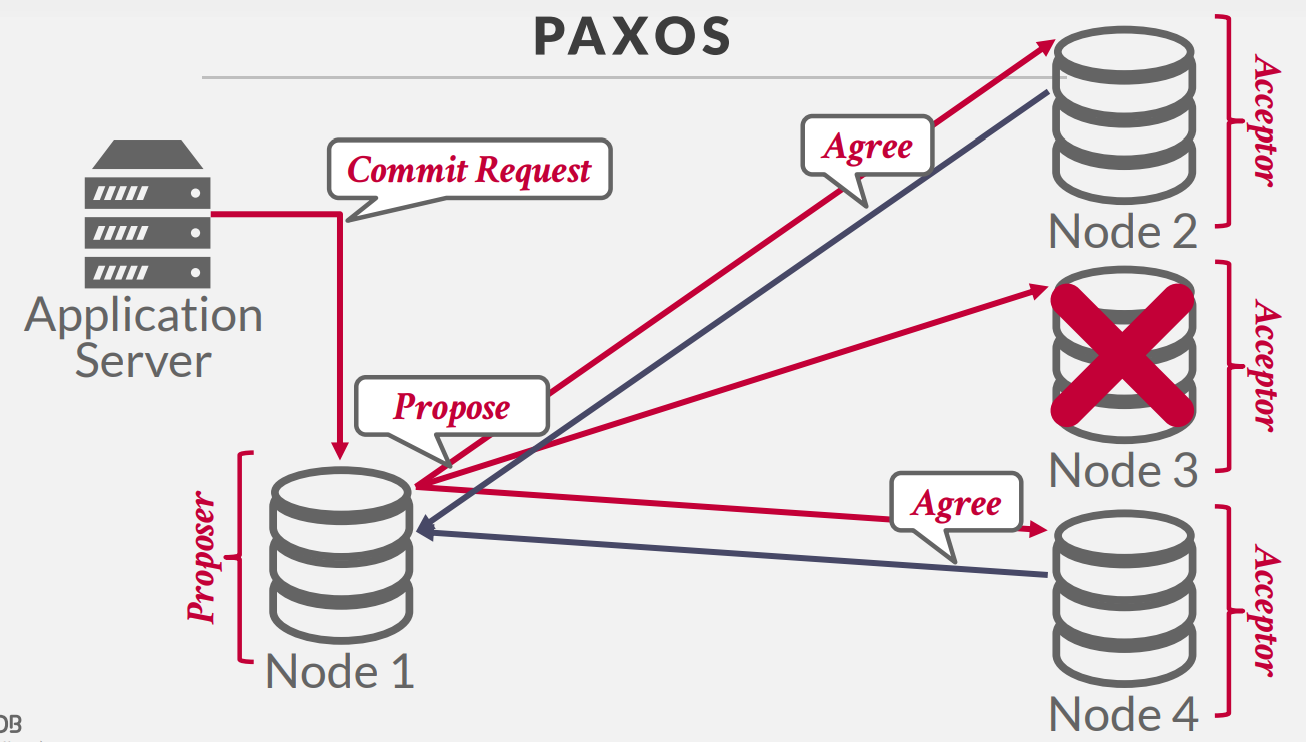 PAXOS
Commit Request
Agree
Acceptor
Node 2
Application
Server
Acceptor
Propose
Node 3
Agree
Proposer
Acceptor
Node 1
Node 4